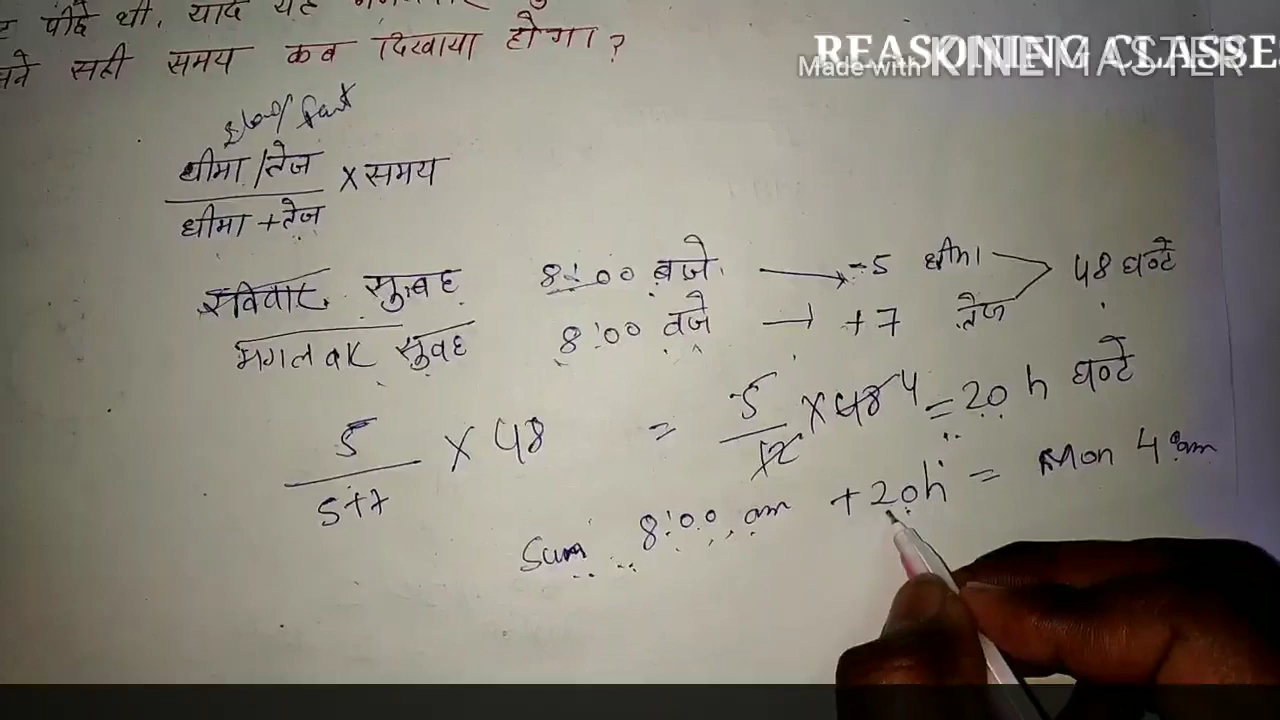 पीछे थी, यदि यह
सही समय कब दिखाया होगा?
REASONING CLASSES
Made with KINEMASTER
slow/fast
धीमा/तेज × समय
धीमा + तेज
रविवार सुबह 8:00 बजे. → -5 धीमा
48 घण्टे
मंगलवार सुबह 8:00 बजे → +7 तेज
5/5+7 × 48 = 5/12 × 48 4 = 20 h घण्टे
Sun 8:00 am + 20h = Mon 4 am